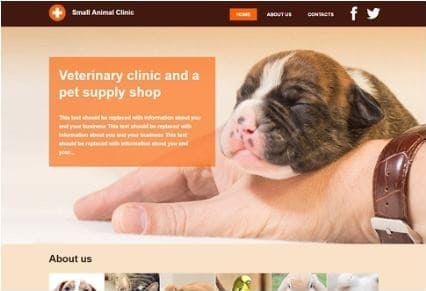 Small Animal Clinic
HOME ABOUT US CONTACTS
Veterinary clinic and a
pet supply shop
This text should be replaced with information about you
and your business This text should be replaced with
information about you and your business This text
should be replaced with information about you and
your...
About us